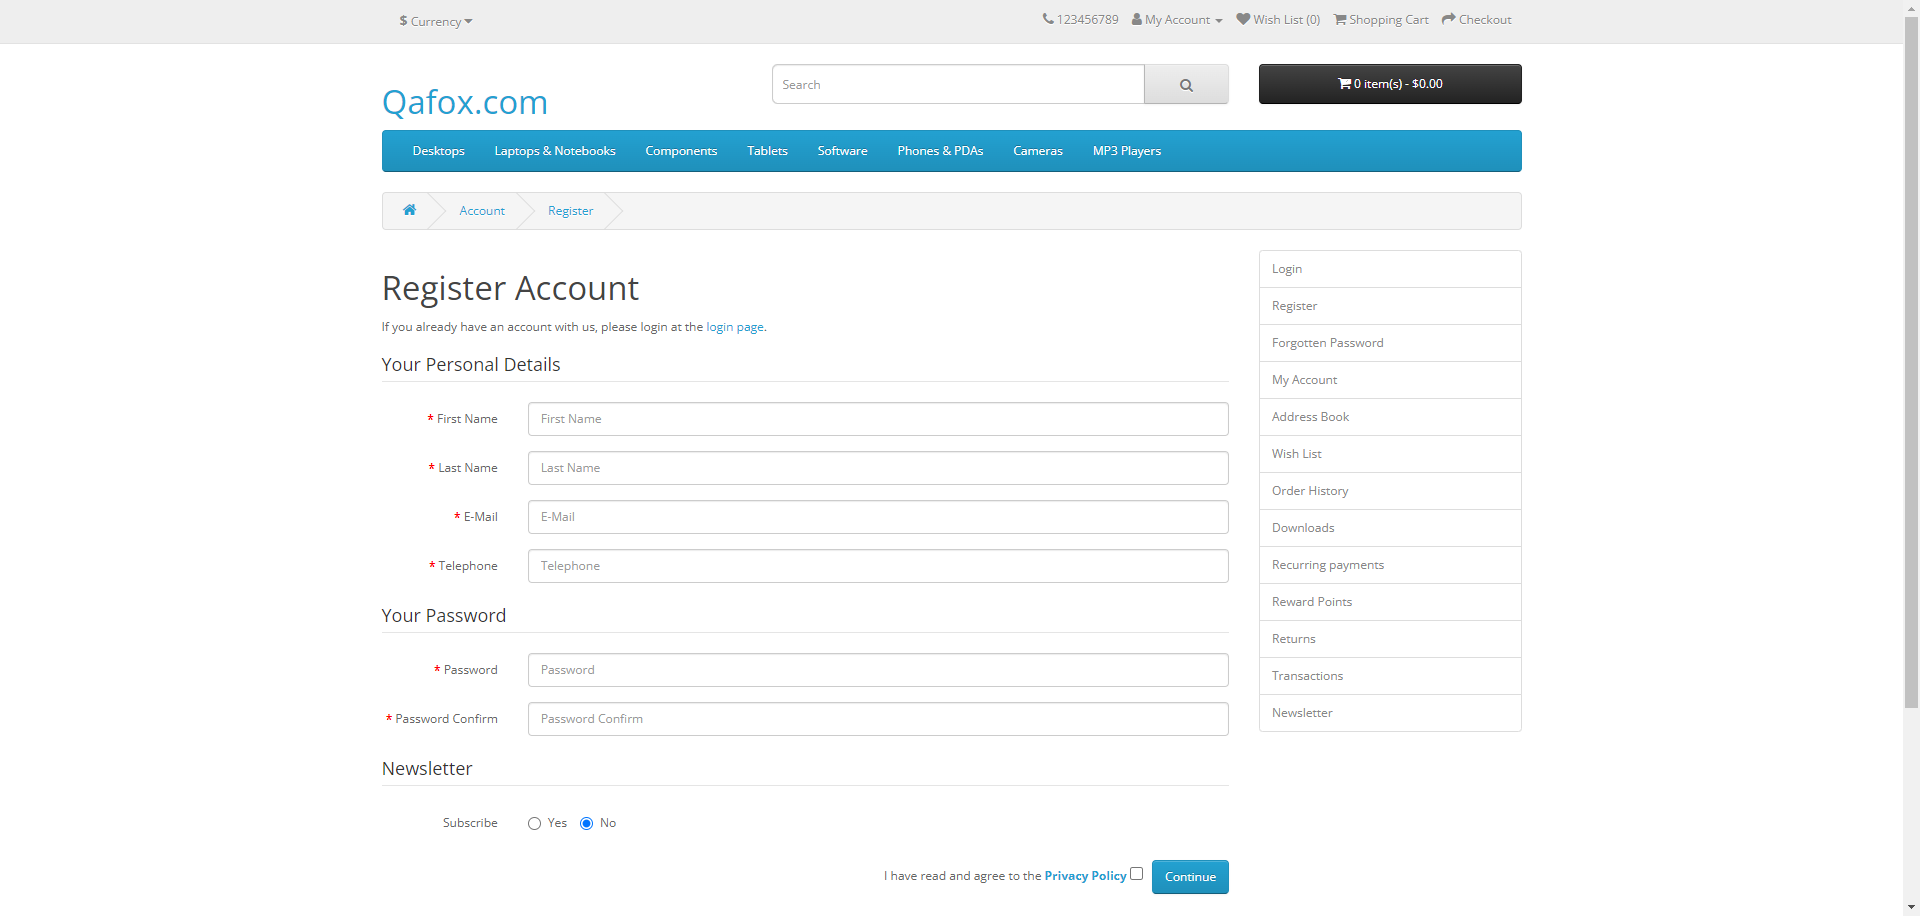 $ Currency
123456789 My Account Wish List (0) Shopping Cart Checkout
Qafox.com
Search
0 item(s) - $0.00
Desktops Laptops & Notebooks Components Tablets Software Phones & PDAs Cameras MP3 Players
Account Register
Register Account
If you already have an account with us, please login at the login page.
Your Personal Details
* First Name First Name
* Last Name Last Name
* E-Mail E-Mail
* Telephone Telephone
Your Password
* Password Password
* Password Confirm Password Confirm
Newsletter
Subscribe Yes No
I have read and agree to the Privacy Policy Continue
Login
Register
Forgotten Password
My Account
Address Book
Wish List
Order History
Downloads
Recurring payments
Reward Points
Returns
Transactions
Newsletter